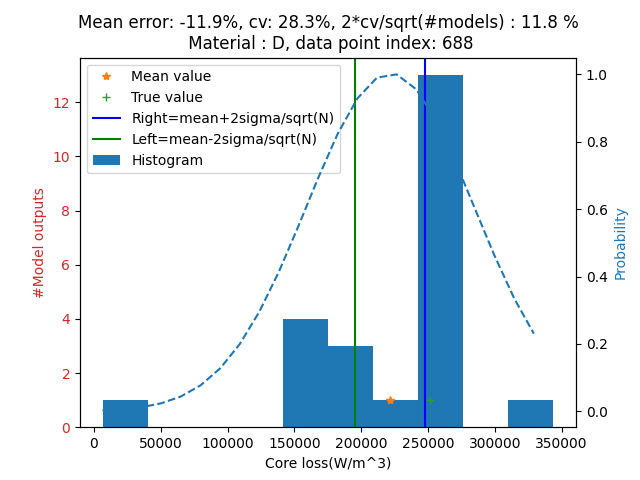 Mean error: -11.9%, cv: 28.3%, 2*cv/sqrt(#models) : 11.8 %
Material : D, data point index: 688
Mean value
True value
Right=mean+2sigma/sqrt(N)
Left=mean-2sigma/sqrt(N)
Histogram
#Model outputs
12
10
8
6
4
2
0
1.0
0.8
0.6
0.4
0.2
0.0
Probability
0 50000 100000 150000 200000 250000 300000 350000
Core loss(W/m^3)